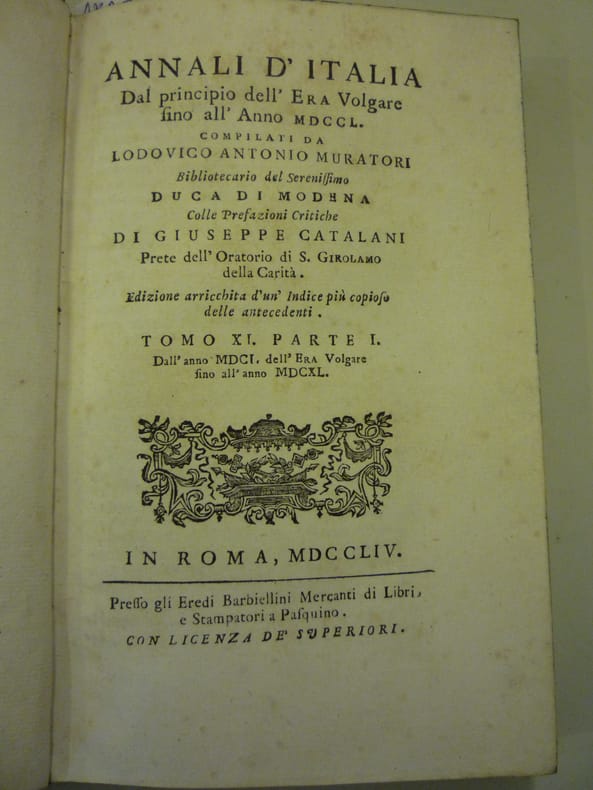 ANNALI D' ITALIA
Dal principio dell' ERA Volgare
ſino all' Anno MDCCL.
COMPILATI DA
LODOVICO ANTONIO MURATORI
Bibliotecario del Sereniſſimo
DUCA DI MODENA
Colle Prefazioni Critiche
DI GIUSEPPE CATALANI
Prete dell' Oratorio di S. GIROLAMO
della Carità.
Edizione arricchita d'un' Indice più copioſo
delle antecedenti.
TOMO XI. PARTE I.
Dall' anno MDCI. dell' ERA Volgare
ſino all' anno MDCXL.
IN ROMA, MDCCLIV.
Preſſo gli Eredi Barbiellini Mercanti di Libri,
e Stampatori a Paſquino.
CON LICENZA DE' SUPERIORI.